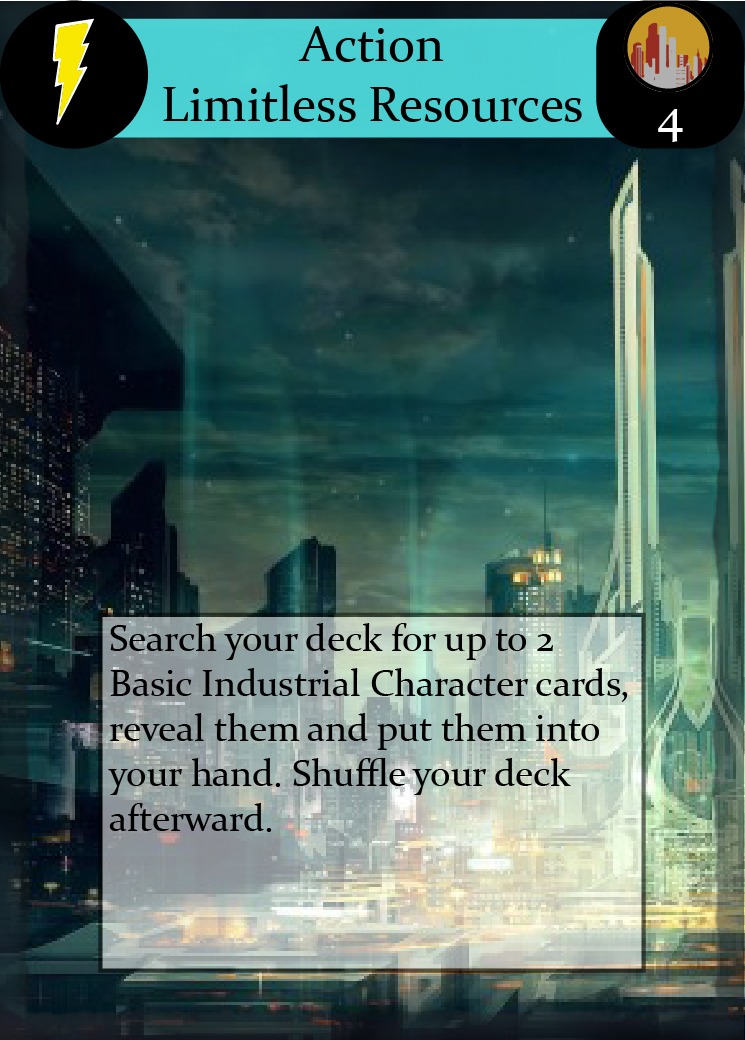 Action
Limitless Resources
4
Search your deck for up to 2
Basic Industrial Character cards,
reveal them and put them into
your hand. Shuffle your deck
afterward.